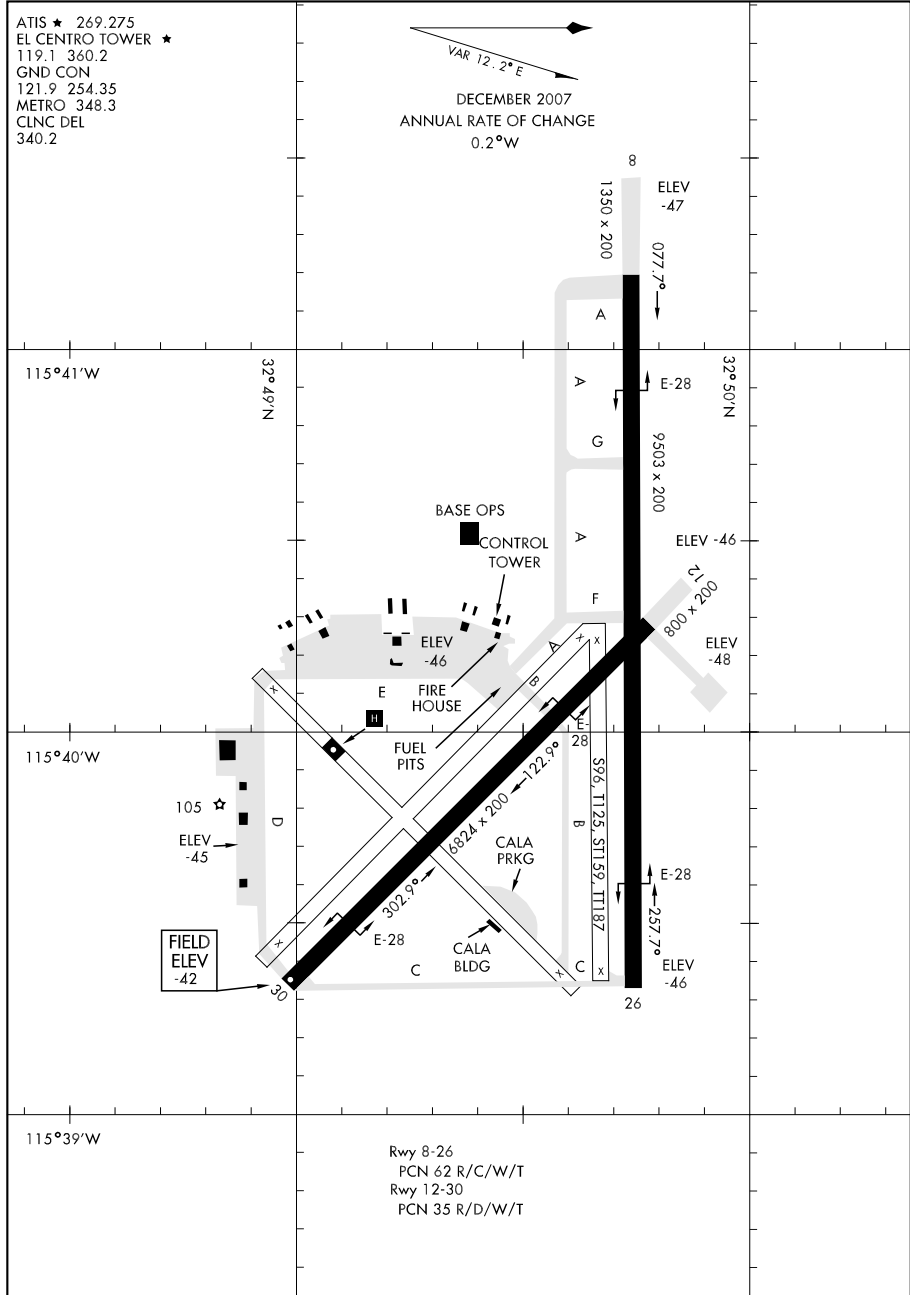 ATIS ★ 269.275
EL CENTRO TOWER ★
119.1 360.2
GND CON
121.9 254.35
METRO 348.3
CLNC DEL
340.2
VAR 12.2° E
DECEMBER 2007
ANNUAL RATE OF CHANGE
0.2°W
8
1350 x 200
ELEV
-47
077.7°
A
115°41'W
32°49'N
32°50'N
A
E-28
G
9503 x 200
BASE OPS
CONTROL
TOWER
A
ELEV -46
12
800 x 200
F
ELEV
-46
x
x
A
ELEV
-48
x
E
B
FIRE
HOUSE
H
E-
28
FUEL
PITS
115°40'W
122.9°
S96, T125, ST159, TT187
105
D
6824 x 200
B
ELEV
-45
CALA
PRKG
302.9°
E-28
257.7°
x
E-28
CALA
BLDG
FIELD
ELEV
-42
C
x
C
x
ELEV
-46
30
26
115°39'W
Rwy 8-26
PCN 62 R/C/W/T
Rwy 12-30
PCN 35 R/D/W/T